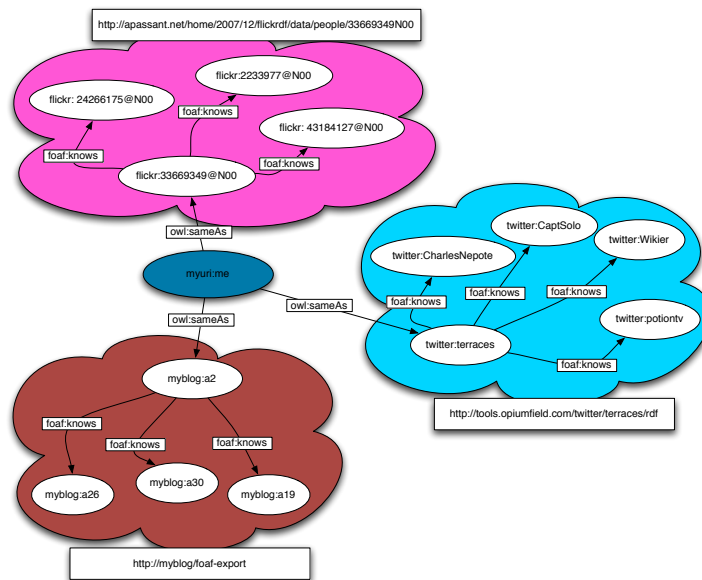 http://apassant.net/home/2007/12/flickrdf/data/people/33669349N00
flickr:2233977@N00
flickr: 24266175@N00
flickr: 43184127@N00
foaf:knows
foaf:knows
foaf:knows
flickr:33669349@N00
owl:sameAs
twitter:CaptSolo
twitter:Wikier
twitter:CharlesNepote
myuri:me
foaf:knows
foaf:knows
foaf:knows
owl:sameAs
owl:sameAs
twitter:potiontv
twitter:terraces
foaf:knows
myblog:a2
http://tools.opiumfield.com/twitter/terraces/rdf
foaf:knows
foaf:knows
foaf:knows
myblog:a26
myblog:a30
myblog:a19
http://myblog/foaf-export